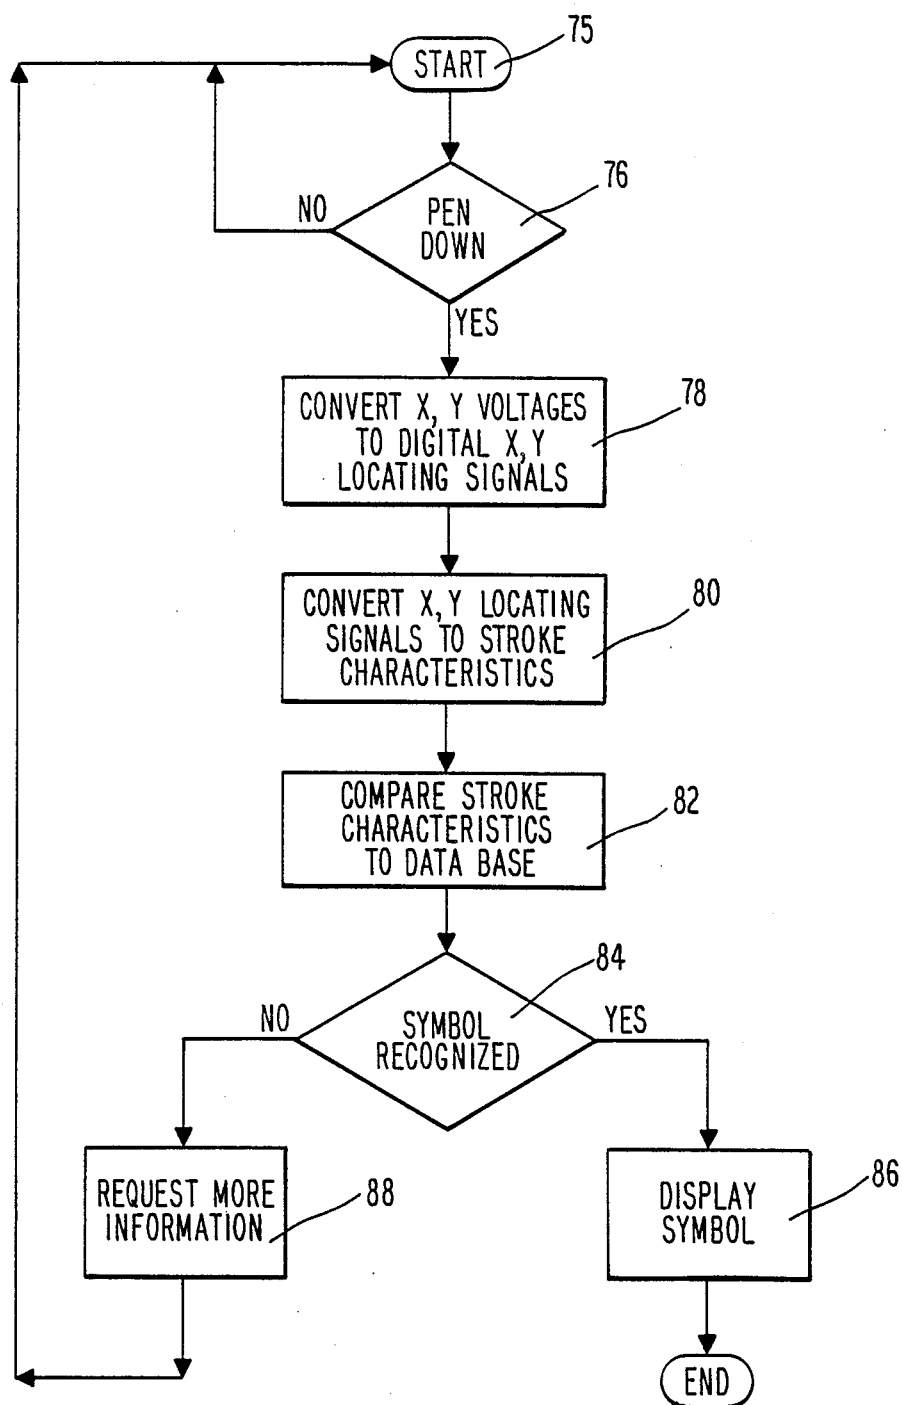 START
75
PEN
DOWN
76
NO
YES
CONVERT X, Y VOLTAGES
TO DIGITAL X,Y
LOCATING SIGNALS
78
CONVERT X,Y LOCATING
SIGNALS TO STROKE
CHARACTERISTICS
80
COMPARE STROKE
CHARACTERISTICS
TO DATA BASE
82
SYMBOL
RECOGNIZED
84
NO
YES
REQUEST MORE
INFORMATION
88
DISPLAY
SYMBOL
86
END